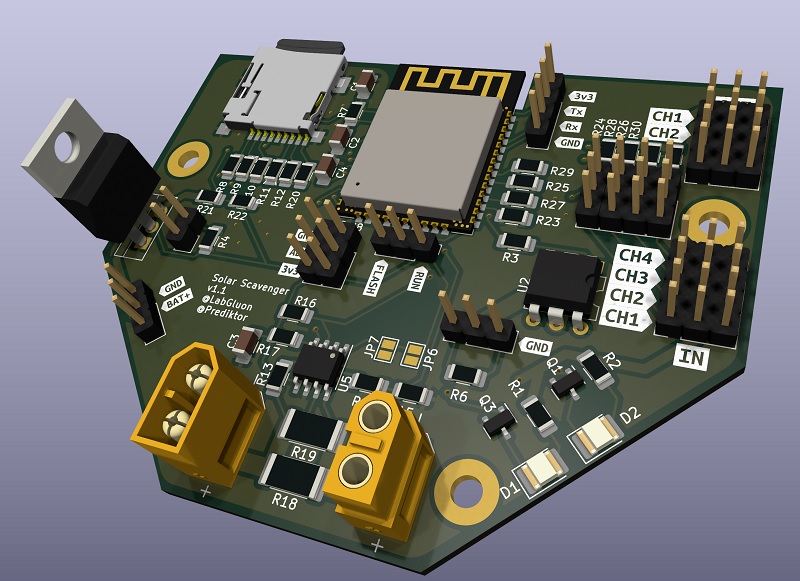 R7
C2
C4
R8
R9
R11
R12
R20
R21
R22
R4
3v3
Tx
Rx
GND
CH1
CH2
R24
R28
R26
R30
R29
R25
R27
R23
R3
3v3
FLASH
RUN
U2
CH4
CH3
CH2
CH1
IN
GND
BAT+
Solar Scavenger
v1.1
@LabGluon
@Prediktor
R16
R17
R13
U5
JP7
JP6
GND
R6
R19
R18
Q3
R1
Q1
R2
D1
D2